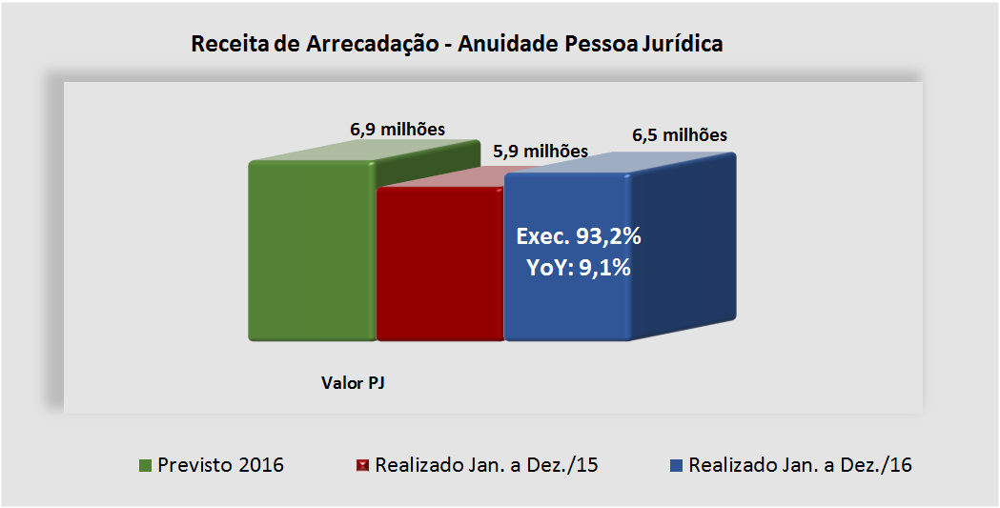 Receita de Arrecadação - Anuidade Pessoa Jurídica
6,9 milhões
5,9 milhões
6,5 milhões
Exec. 93,2%
YoY: 9,1%
Valor PJ
Previsto 2016
Realizado Jan. a Dez./15
Realizado Jan. a Dez./16